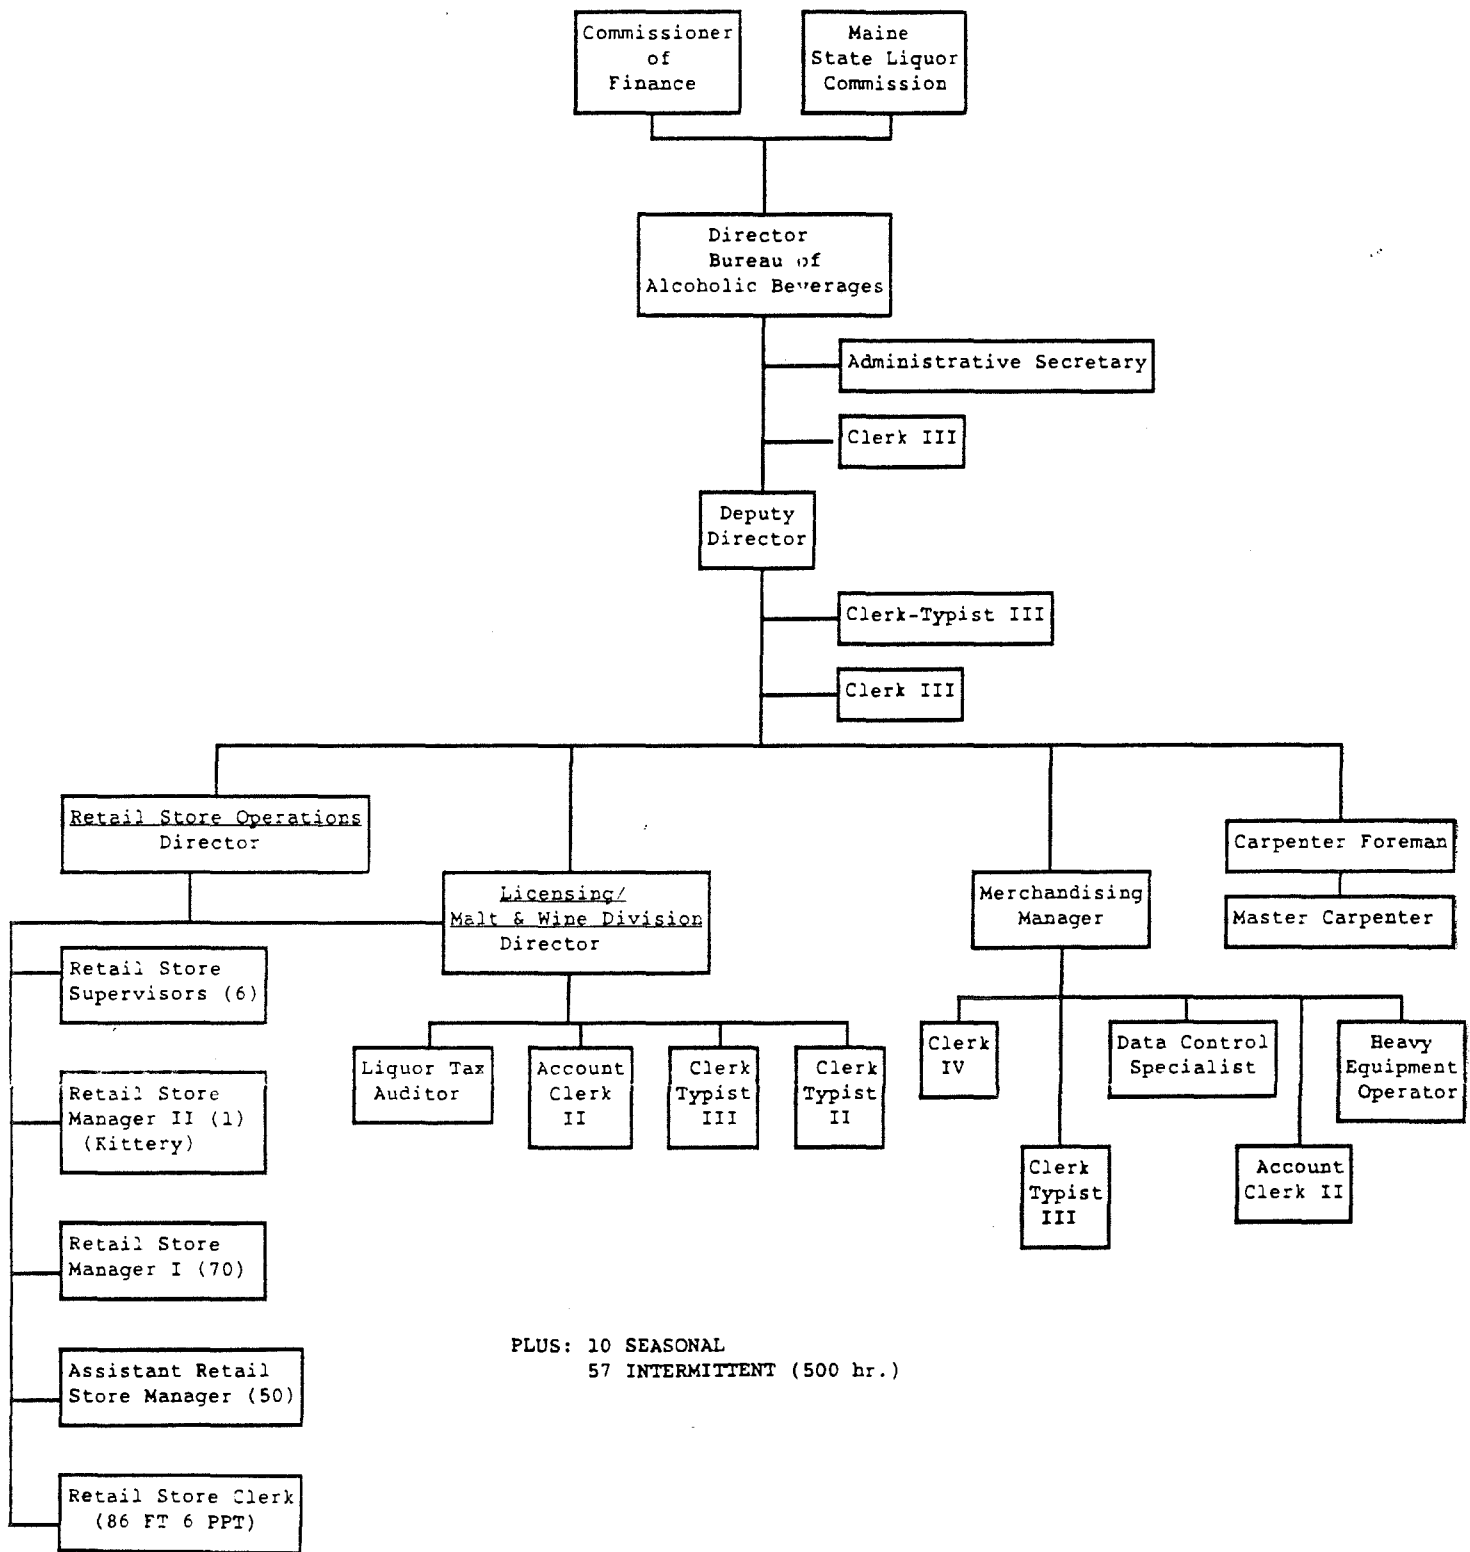 Commissioner
of
Finance
Maine
State Liquor
Commission
Director
Bureau of
Alcoholic Beverages
Administrative Secretary
Clerk III
Deputy
Director
Clerk-Typist III
Clerk III
Retail Store Operations
Director
Licensing/
Malt & Wine Division
Director
Merchandising
Manager
Carpenter Foreman
Master Carpenter
Retail Store
Supervisors (6)
Retail Store
Manager II (1)
(Kittery)
Retail Store
Manager I (70)
Assistant Retail
Store Manager (50)
Retail Store Clerk
(86 FT 6 PPT)
Liquor Tax
Auditor
Account
Clerk
II
Clerk
Typist
III
Clerk
Typist
II
Clerk
IV
Clerk
Typist
III
Data Control
Specialist
Account
Clerk II
Heavy
Equipment
Operator
PLUS: 10 SEASONAL
57 INTERMITTENT (500 hr.)